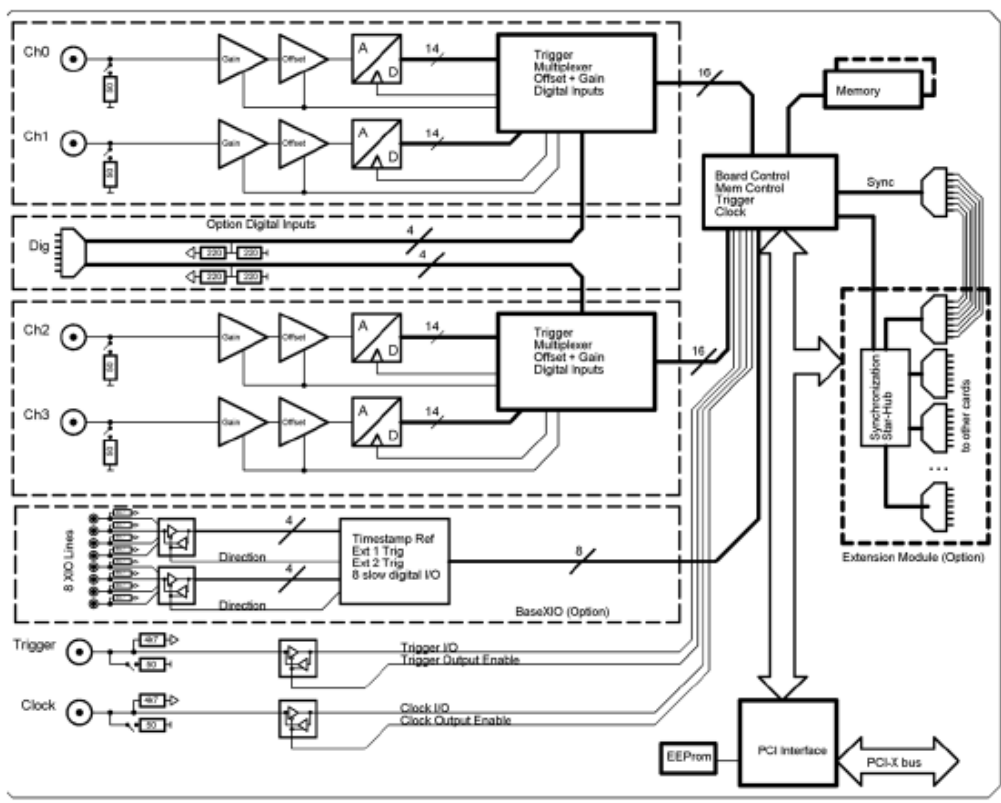 Ch0
Gain
Offset
A
D
14
50
Trigger
Multiplexer
Offset + Gain
Digital Inputs
16
Memory
Ch1
Gain
Offset
A
D
14
50
Board Control
Mem Control
Trigger
Clock
Sync
Option Digital Inputs
Dig
4
220
220
4
220
220
Ch2
Gain
Offset
A
D
14
50
Trigger
Multiplexer
Offset + Gain
Digital Inputs
16
Ch3
Gain
Offset
A
D
14
50
Synchronization
Star-Hub
to other cards
...
Extension Module (Option)
8 XIO Lines
4
Direction
4
Direction
Timestamp Ref
Ext 1 Trig
Ext 2 Trig
8 slow digital I/O
8
BaseXIO (Option)
Trigger
4k7
50
Trigger I/O
Trigger Output Enable
Clock
4k7
50
Clock I/O
Clock Output Enable
EEProm
PCI Interface
PCI-X bus